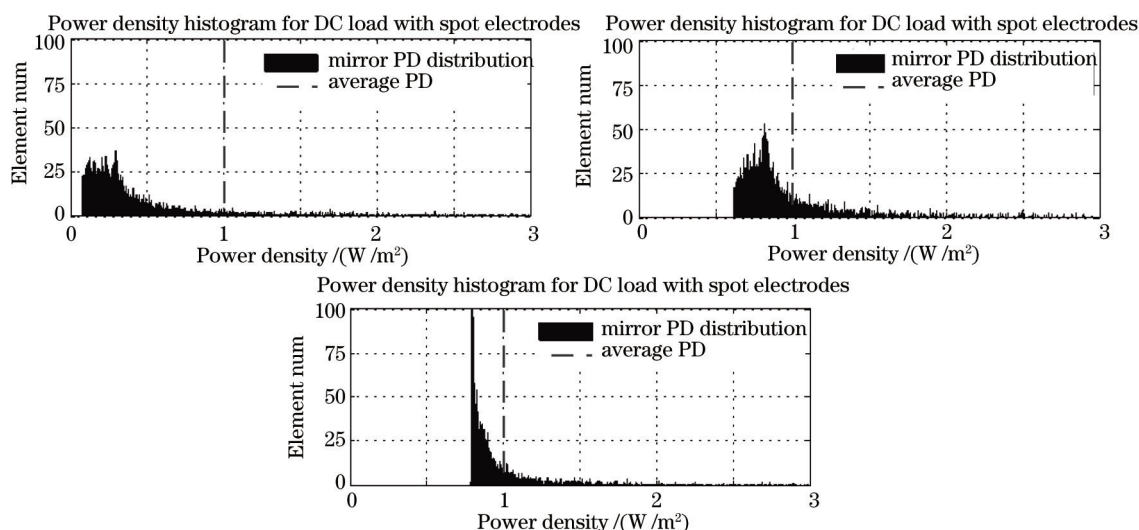 Power density histogram for DC load with spot electrodes
100
75
50
25
0
Element num
mirror PD distribution
average PD
0 1 2 3
Power density /(W /m²)
Power density histogram for DC load with spot electrodes
100
75
50
25
0
Element num
mirror PD distribution
average PD
0 1 2 3
Power density /(W /m²)
Power density histogram for DC load with spot electrodes
100
75
50
25
0
Element num
mirror PD distribution
average PD
0 1 2 3
Power density /(W /m²)